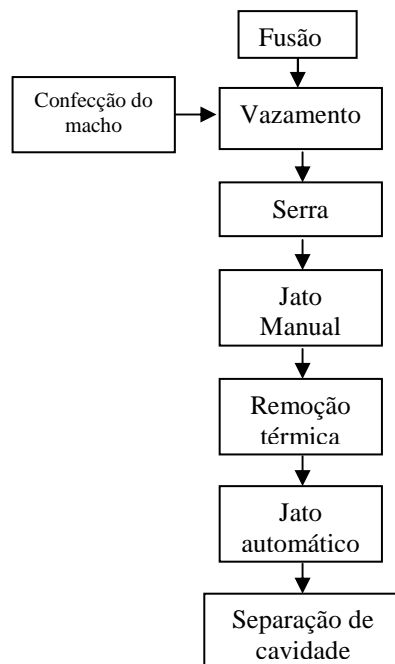 Fusão
Confecção do
macho
Vazamento
Serra
Jato
Manual
Remoção
térmica
Jato
automático
Separação de
cavidade